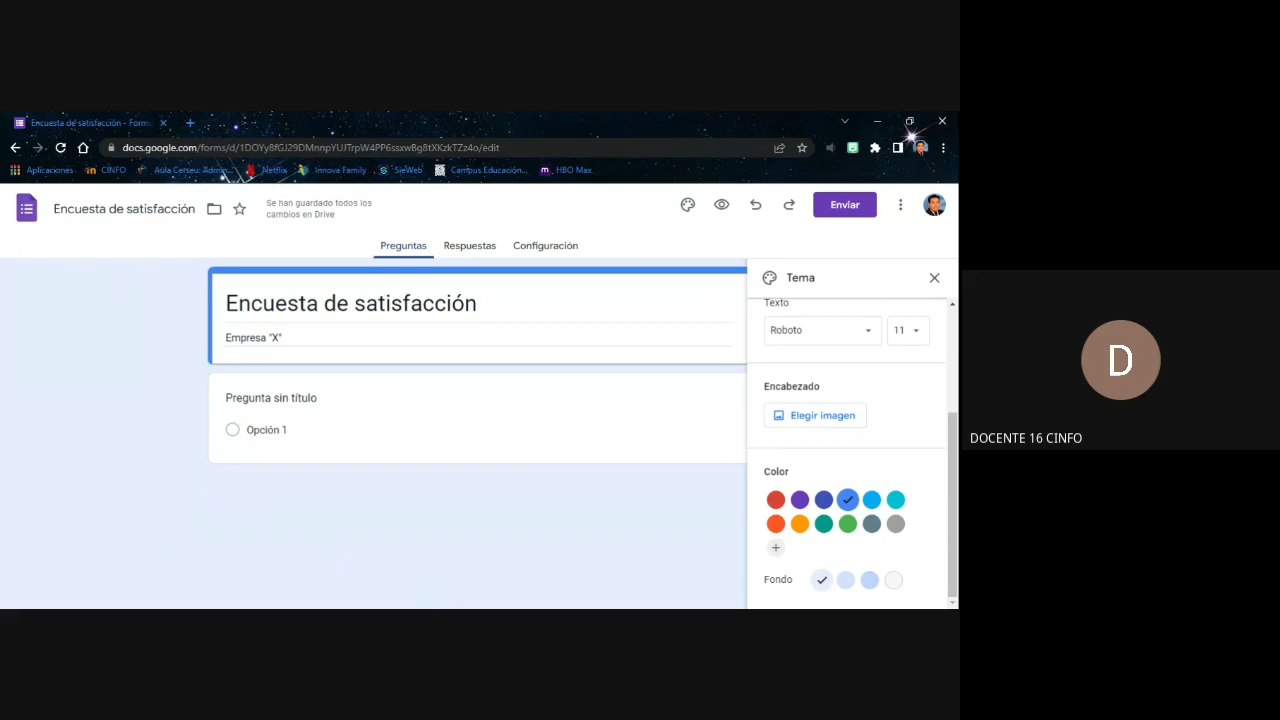 Encuesta de satisfacción - Formu
docs.google.com/forms/d/1DOYy8fGJ29DMnnpYUJTrpW4PP6ssxwBg8tXKzkTZz4o/edit
Aplicaciones CINFO Aula Cerseu: Admin... Netflix Innova Family SieWeb Campus Educación... HBO Max
Encuesta de satisfacción
Se han guardado todos los
cambios en Drive
Enviar
Preguntas Respuestas Configuración
Encuesta de satisfacción
Empresa "X"
Pregunta sin título
Opción 1
Tema
Texto
Roboto 11
Encabezado
Elegir imagen
Color
Fondo
D
DOCENTE 16 CINFO